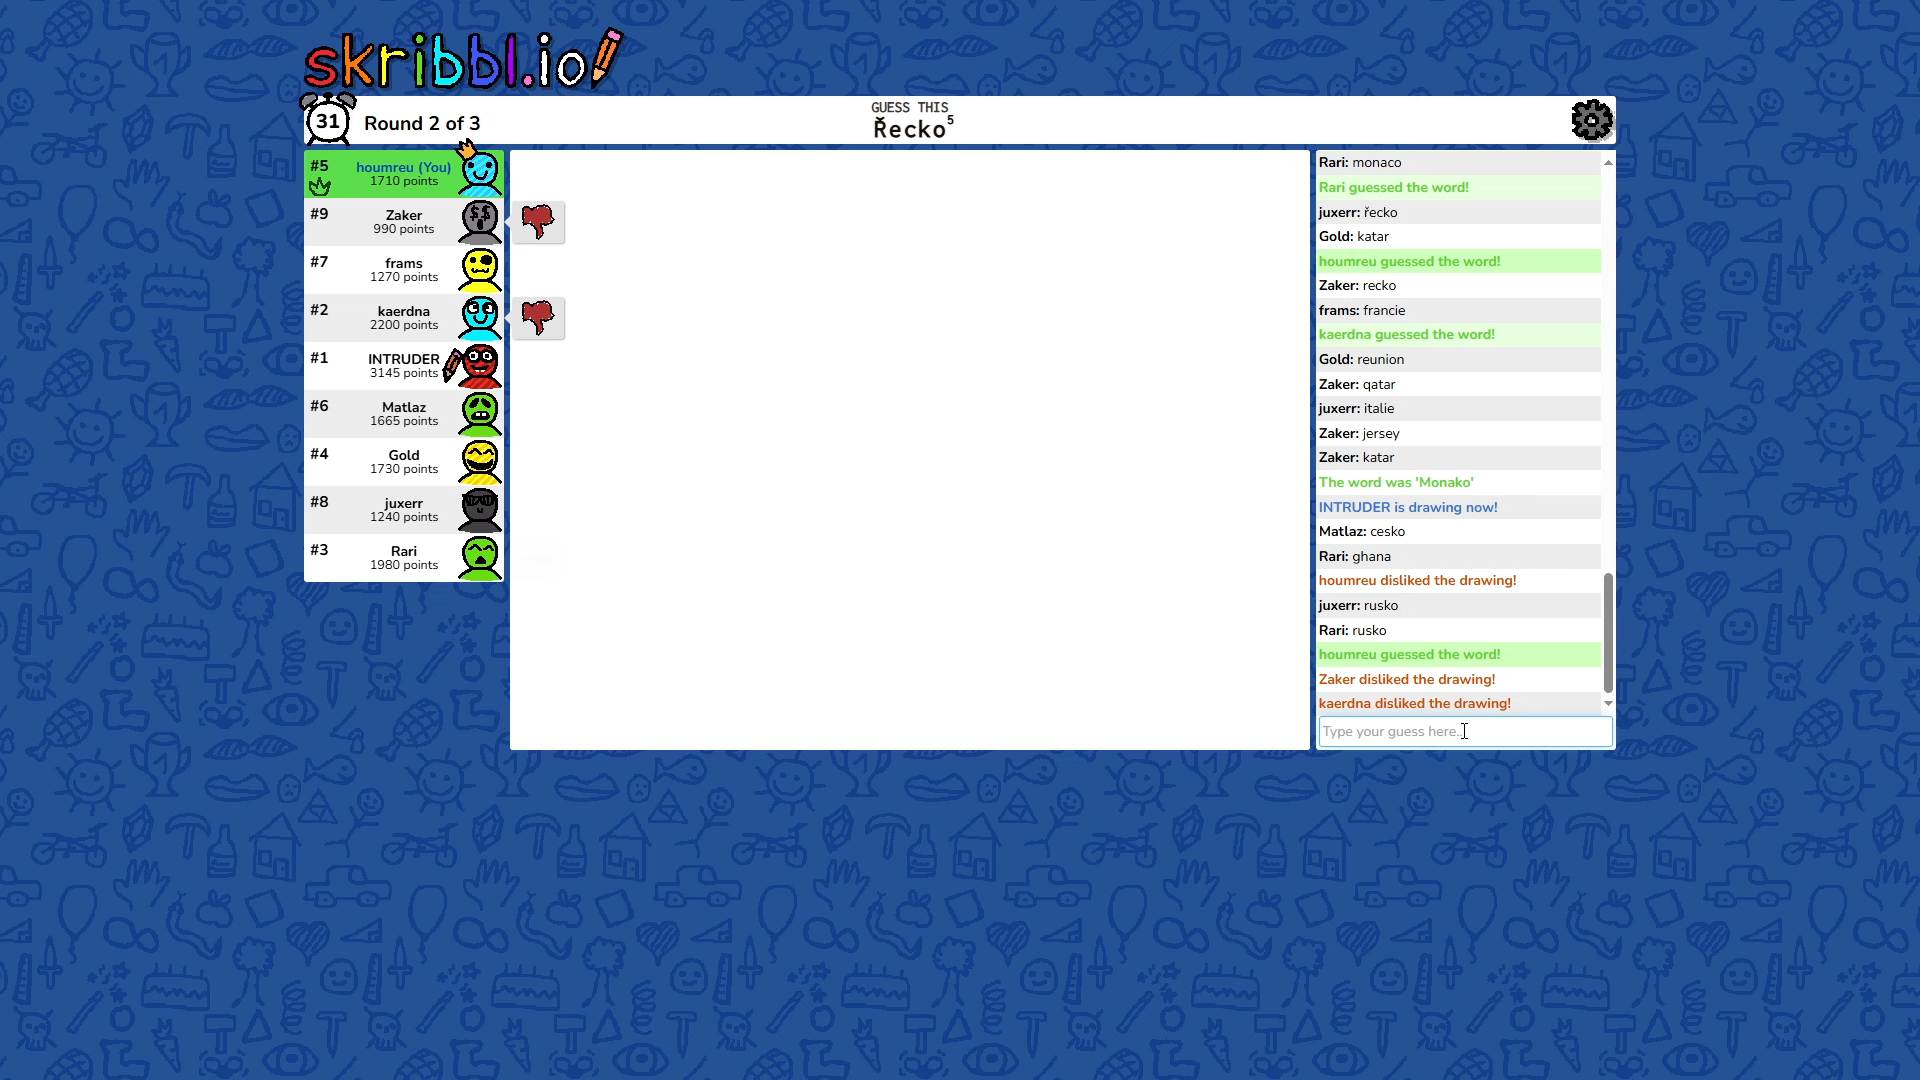 skribbl.io
31
Round 2 of 3
GUESS THIS
Řecko5
#5
houmreu (You)
1710 points
#9
Zaker
990 points
#7
frams
1270 points
#2
kaerdna
2200 points
#1
INTRUDER
3145 points
#6
Matlaz
1665 points
#4
Gold
1730 points
#8
juxerr
1240 points
#3
Rari
1980 points
Rari: monaco
Rari guessed the word!
juxerr: řecko
Gold: katar
houmreu guessed the word!
Zaker: recko
frams: francie
kaerdna guessed the word!
Gold: reunion
Zaker: qatar
juxerr: italie
Zaker: jersey
Zaker: katar
The word was 'Monako'
INTRUDER is drawing now!
Matlaz: cesko
Rari: ghana
houmreu disliked the drawing!
juxerr: rusko
Rari: rusko
houmreu guessed the word!
Zaker disliked the drawing!
kaerdna disliked the drawing!
Type your guess here...